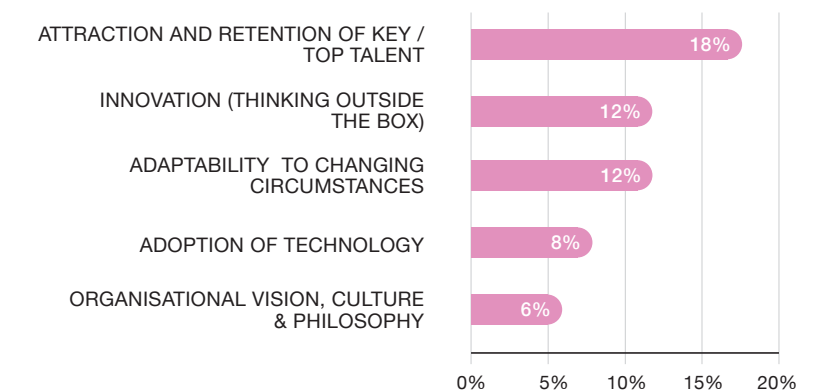 ATTRACTION AND RETENTION OF KEY /
TOP TALENT
18%
INNOVATION (THINKING OUTSIDE
THE BOX)
12%
ADAPTABILITY  TO CHANGING
CIRCUMSTANCES
12%
ADOPTION OF TECHNOLOGY
8%
ORGANISATIONAL VISION, CULTURE
& PHILOSOPHY
6%
0% 5% 10% 15% 20%